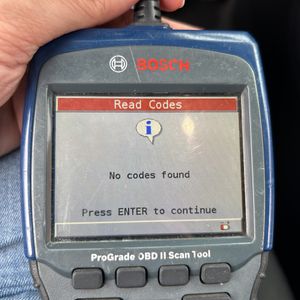 BOSCH
Read Codes
No codes found
Press ENTER to continue
ProGrade OBD II Scan Tool